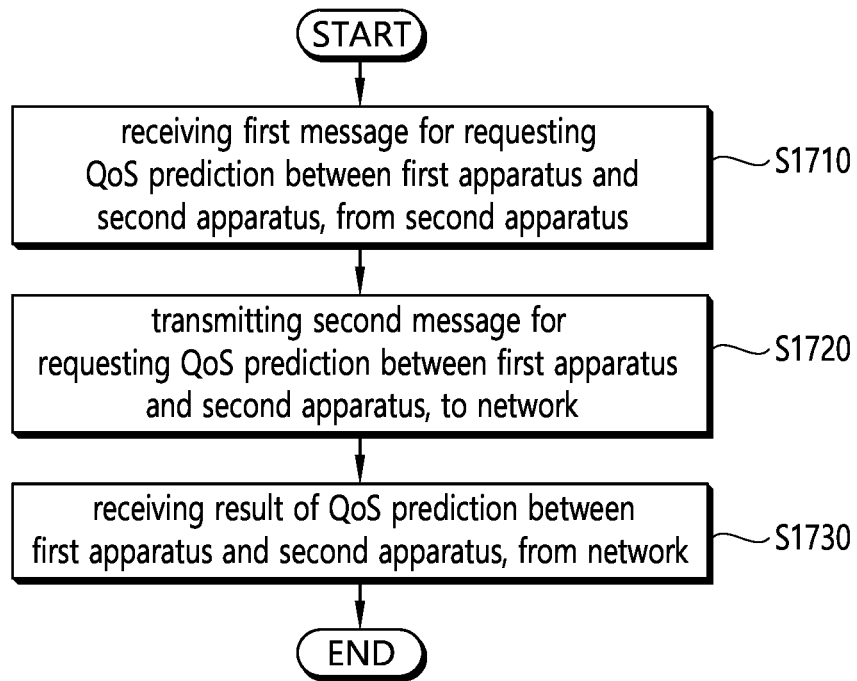 START
receiving first message for requesting
QoS prediction between first apparatus and
second apparatus, from second apparatus
S1710
transmitting second message for
requesting QoS prediction between first apparatus
and second apparatus, to network
S1720
receiving result of QoS prediction between
first apparatus and second apparatus, from network
S1730
END